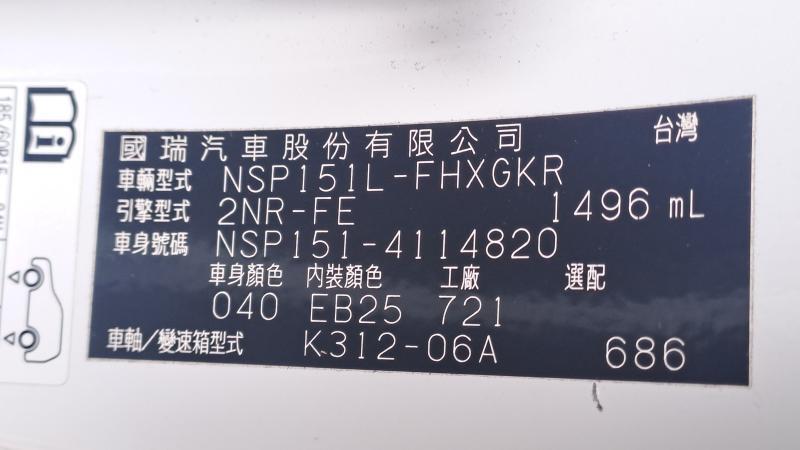 國瑞汽車股份有限公司 台灣
車輛型式 NSP151L-FHXGKR
引擎型式 2NR-FE 1496 mL
車身號碼 NSP151-4114820
車身顏色 內裝顏色 工廠 選配
040 EB25 721
車軸/變速箱型式 K312-06A 686
185/60R15